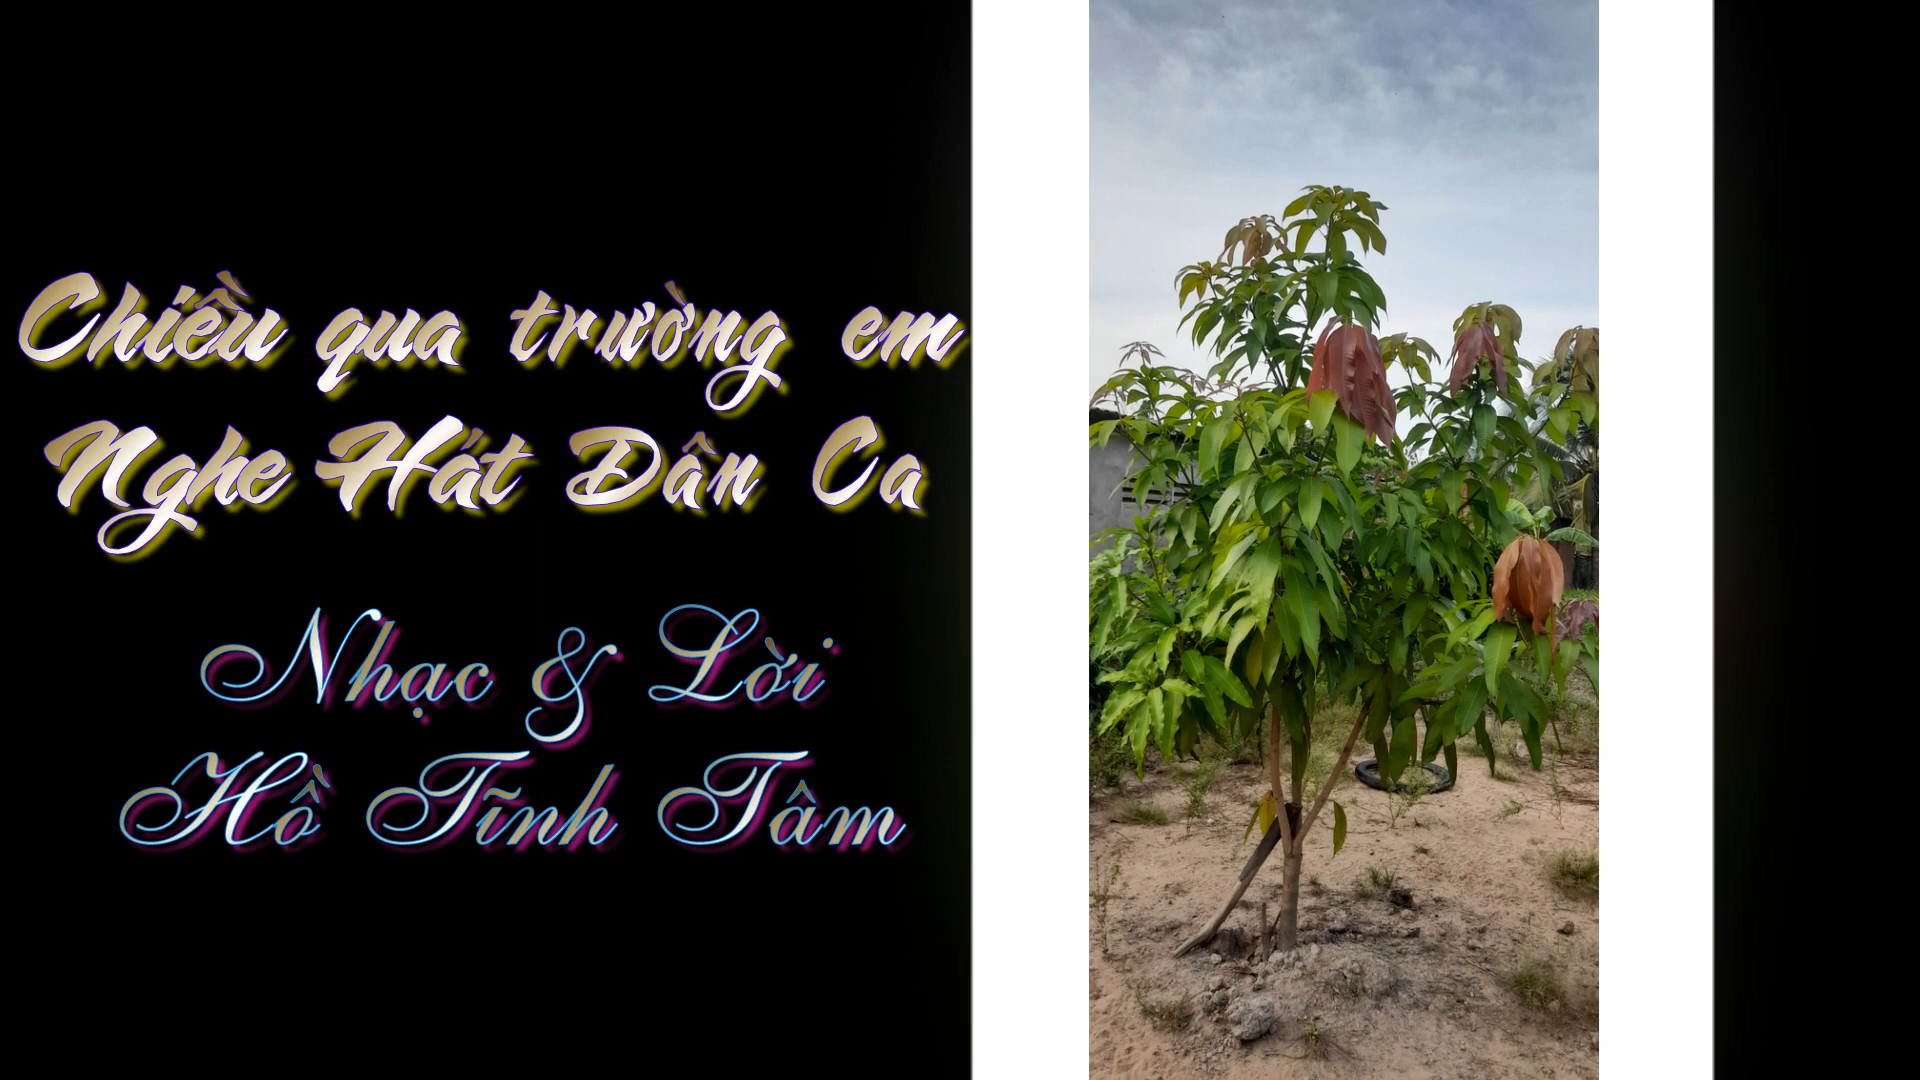 Chiều qua trường em
Nghe Hát Dân Ca
Nhạc & Lời
Hồ Tĩnh Tâm